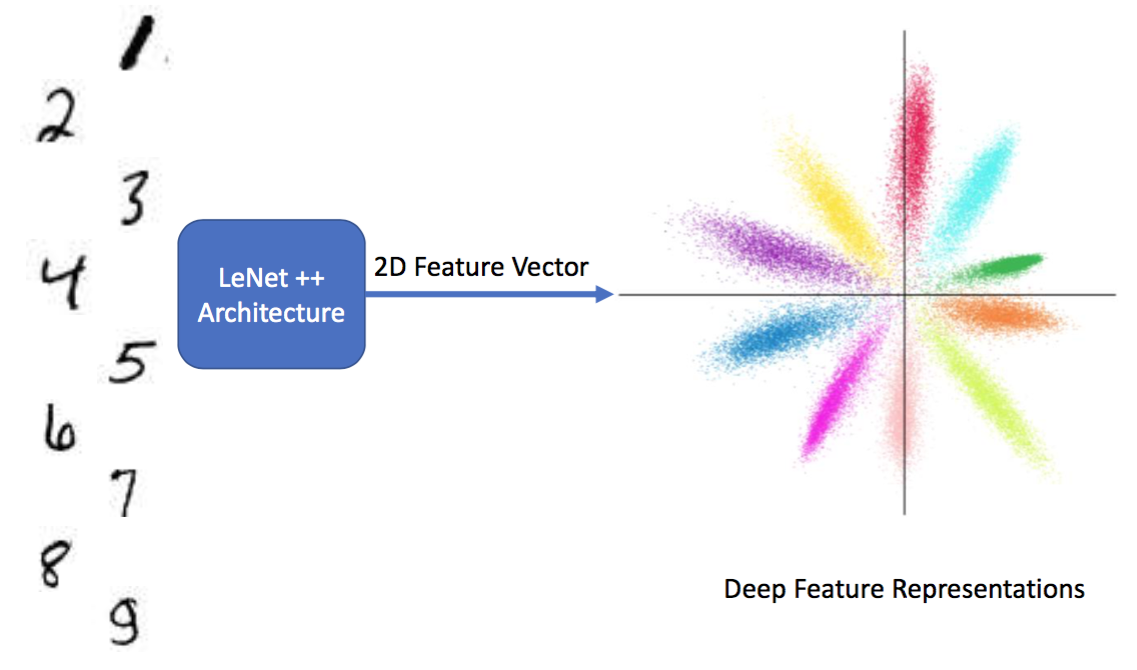 1
2
3
4
5
6
7
8
9
LeNet ++
Architecture
2D Feature Vector
Deep Feature Representations